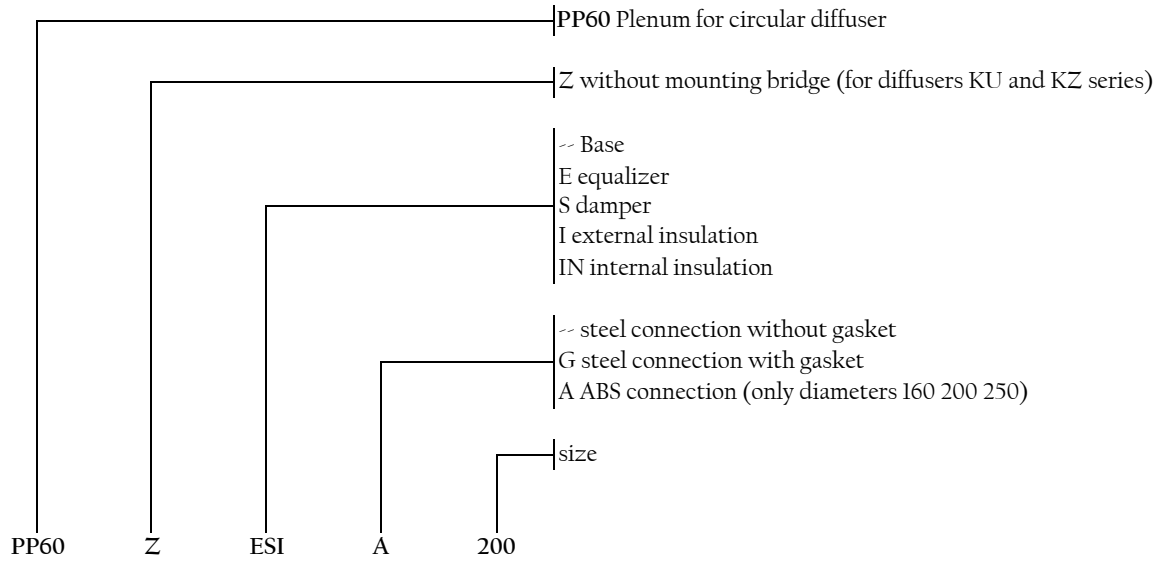 PP60 Plenum for circular diffuser
Z without mounting bridge (for diffusers KU and KZ series)
-- Base
E equalizer
S damper
I external insulation
IN internal insulation
-- steel connection without gasket
G steel connection with gasket
A ABS connection (only diameters 160 200 250)
size
PP60 Z ESI A 200